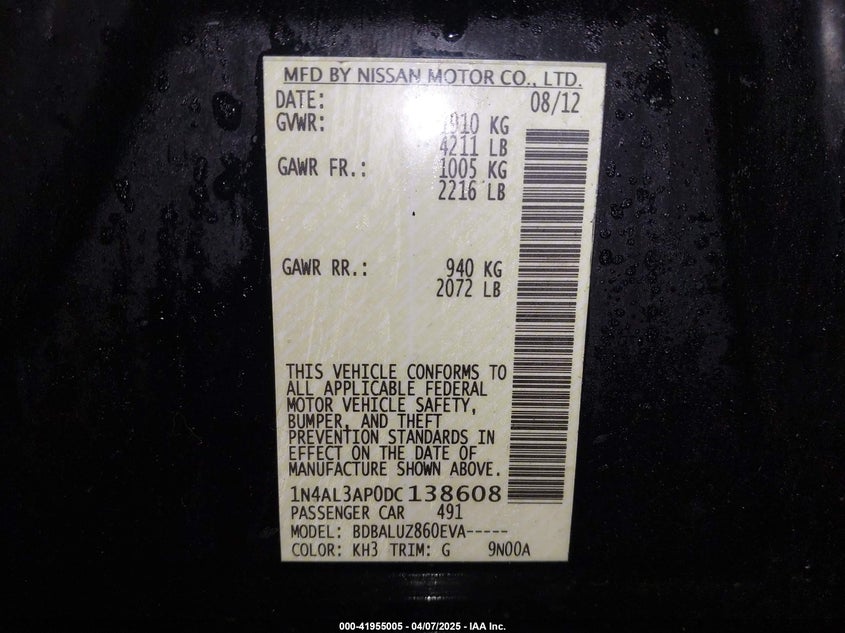 MFD BY NISSAN MOTOR CO., LTD.
DATE: 08/12
GVWR: 1910 KG
4211 LB
GAWR FR.: 1005 KG
2216 LB
GAWR RR.: 940 KG
2072 LB
THIS VEHICLE CONFORMS TO
ALL APPLICABLE FEDERAL
MOTOR VEHICLE SAFETY,
BUMPER, AND THEFT
PREVENTION STANDARDS IN
EFFECT ON THE DATE OF
MANUFACTURE SHOWN ABOVE.
1N4AL3AP0DC138608
PASSENGER CAR 491
MODEL: BDBALUZ860EVA-----
COLOR: KH3 TRIM: G 9N00A
000-41955005 - 04/07/2025 - IAA Inc.